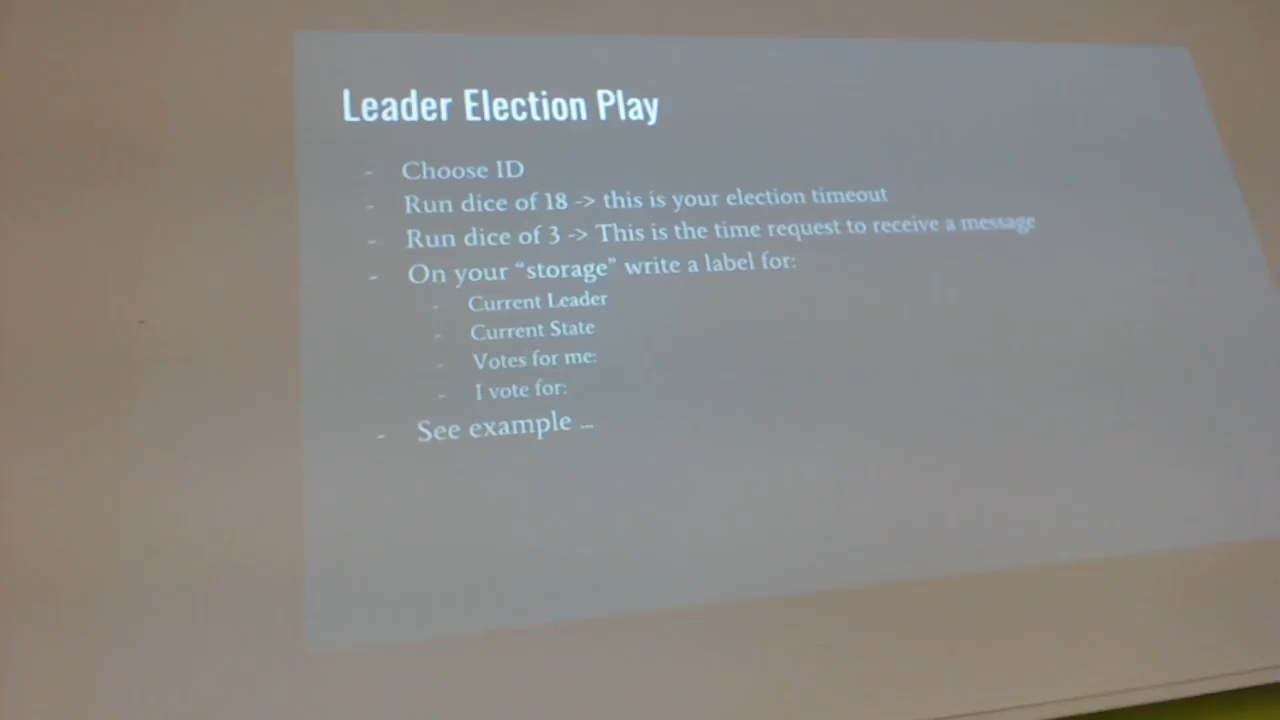 Leader Election Play
- Choose ID
- Run dice of 18 -> this is your election timeout
- Run dice of 3 -> This is the time request to receive a message
- On your “storage” write a label for:
- Current Leader
- Current State
- Votes for me:
- I vote for:
- See example ...